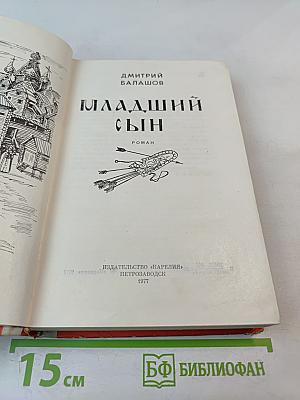 ДМИТРИЙ
БАЛАШОВ
МЛАДШИЙ
СЫН
РОМАН
ИЗДАТЕЛЬСТВО «КАРЕЛИЯ»
ПЕТРОЗАВОДСК
1977
15 см
БФ БИБЛИОФАН